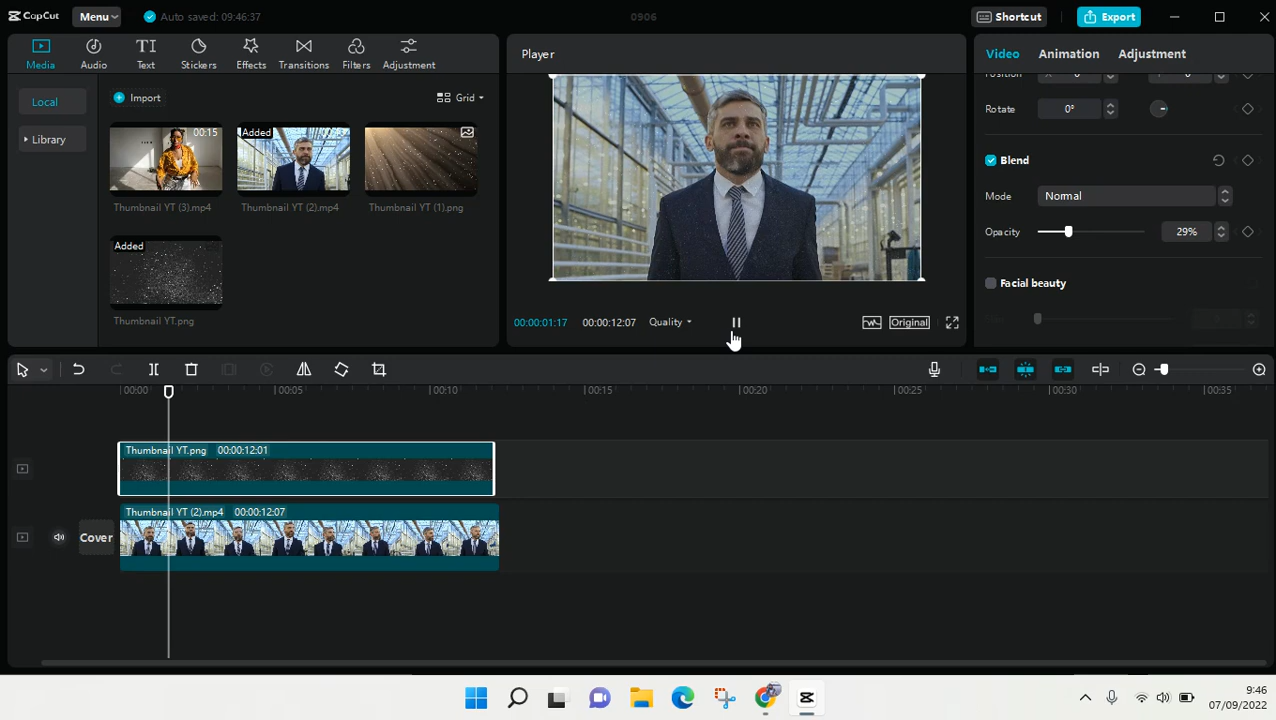 CapCut
Menu
Auto saved: 09:46:37
0906
Shortcut
Export
Media
Audio
Text
Stickers
Effects
Transitions
Filters
Adjustment
Player
Video
Animation
Adjustment
Local
Library
Import
Grid
00:15
Added
Thumbnail YT (3).mp4
Thumbnail YT (2).mp4
Thumbnail YT (1).png
Added
Thumbnail YT.png
00:00:01:17
00:00:12:07
Quality
Original
Position
X
0
Y
0
Rotate
0°
Blend
Mode
Normal
Opacity
29%
Facial beauty
00:00
00:05
00:10
00:15
00:20
00:25
00:30
00:35
Thumbnail YT.png 00:00:12:01
Thumbnail YT (2).mp4 00:00:12:07
Cover
9:46
07/09/2022